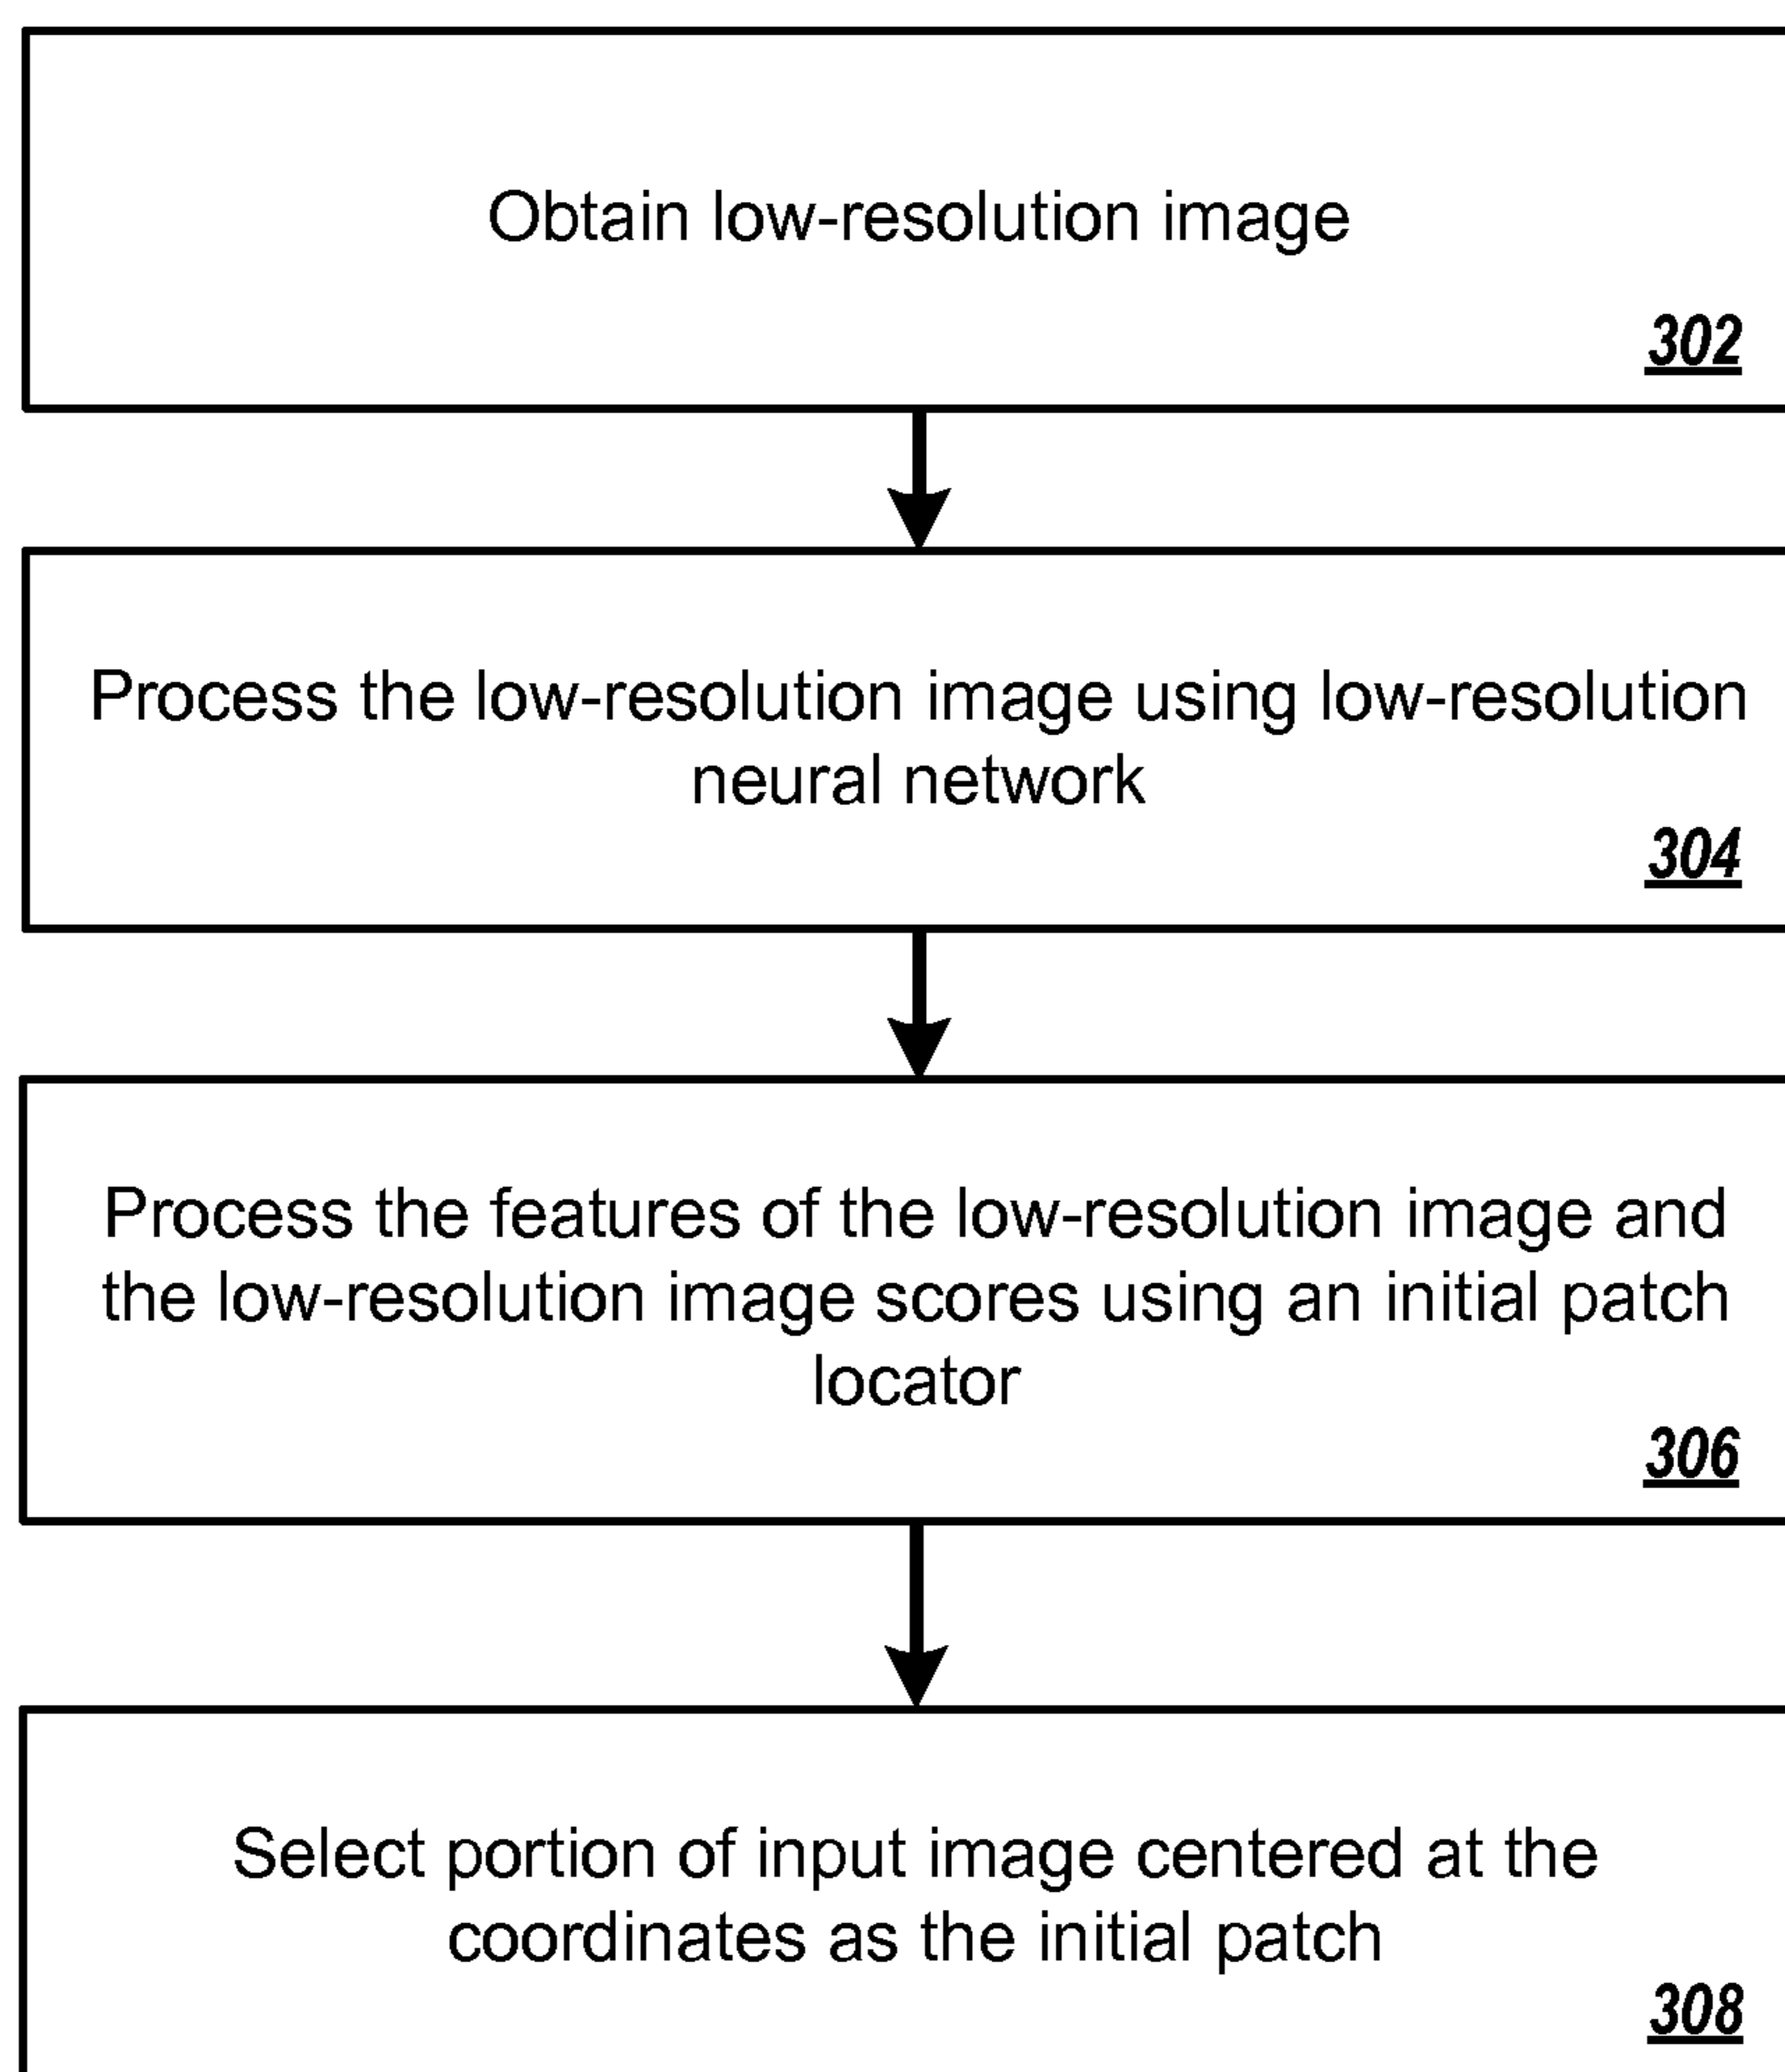 Obtain low-resolution image
302
Process the low-resolution image using low-resolution
neural network
304
Process the features of the low-resolution image and
the low-resolution image scores using an initial patch
locator
306
Select portion of input image centered at the
coordinates as the initial patch
308